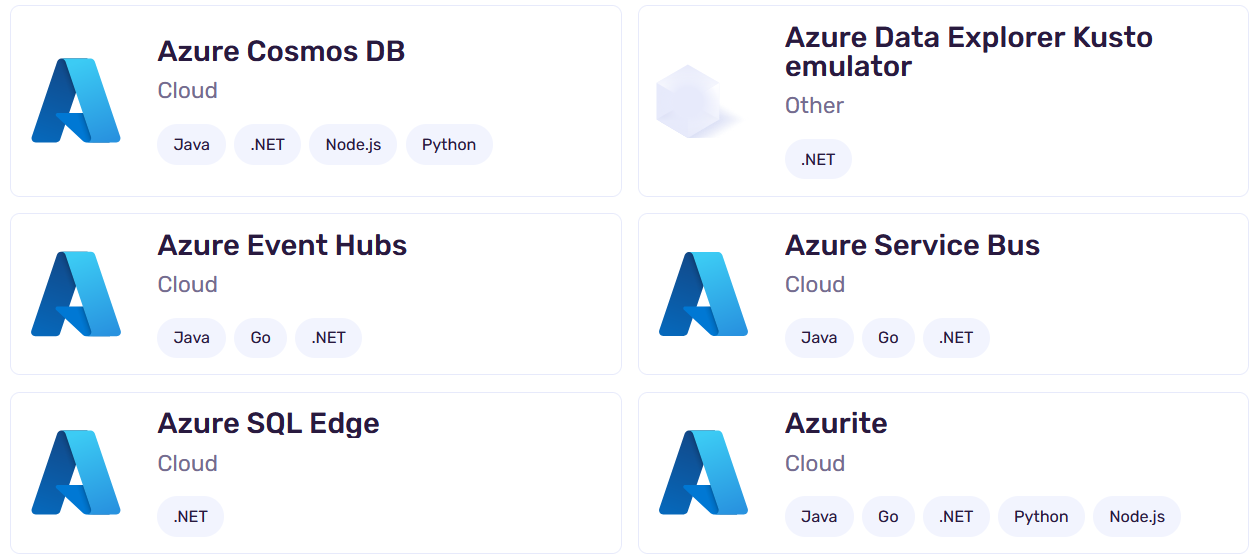 Azure Cosmos DB
Cloud
Java .NET Node.js Python
Azure Data Explorer Kusto
emulator
Other
.NET
Azure Event Hubs
Cloud
Java Go .NET
Azure Service Bus
Cloud
Java Go .NET
Azure SQL Edge
Cloud
.NET
Azurite
Cloud
Java Go .NET Python Node.js